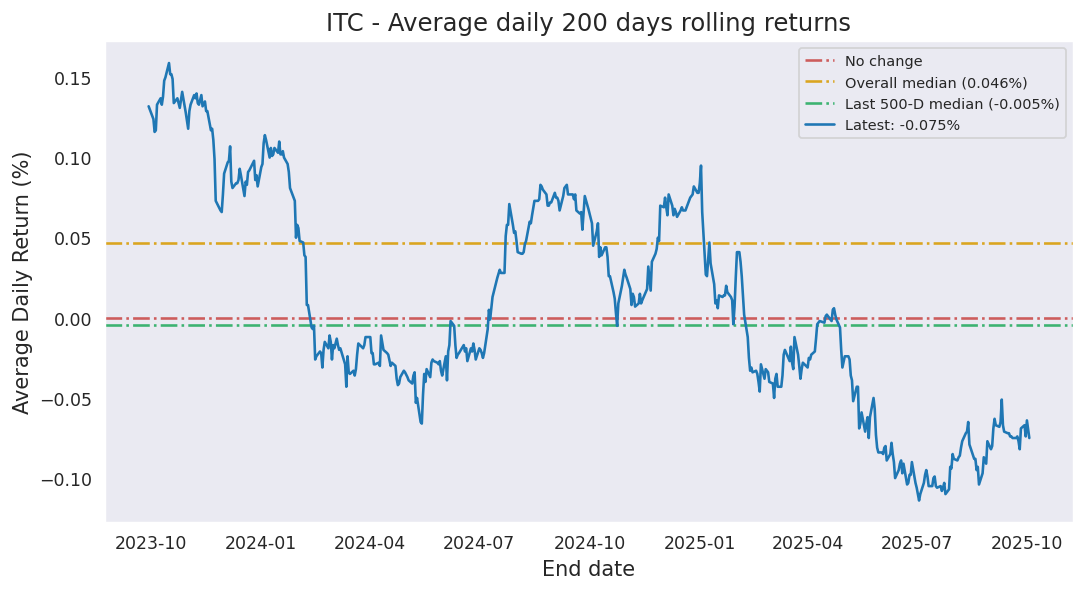 ITC - Average daily 200 days rolling returns
No change
Overall median (0.046%)
Last 500-D median (-0.005%)
Latest: -0.075%
Average Daily Return (%)
0.15
0.10
0.05
0.00
−0.05
−0.10
2023-10 2024-01 2024-04 2024-07 2024-10 2025-01 2025-04 2025-07 2025-10
End date